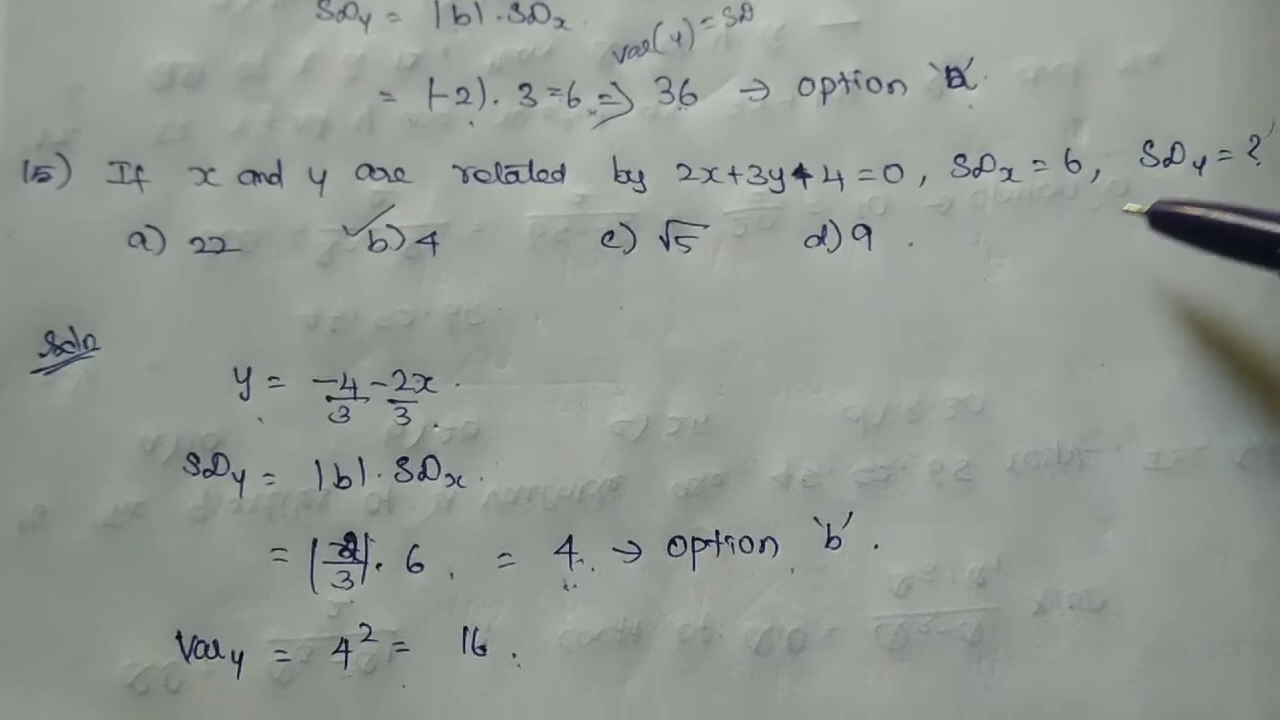 SDy = |b|. SDx
var(y) = SD
= |-2|. 3 = 6 => 36 → option 'a'.
15) If x and y are related by 2x+3y+4=0, SDx = 6, SDy = ?
a) 22 b) 4 c) √5 d) 9.
Soln
y = -4/3 - 2x/3.
SDy = |b|. SDx.
= |-2/3|. 6. = 4. → option 'b'.
Vary = 4² = 16.